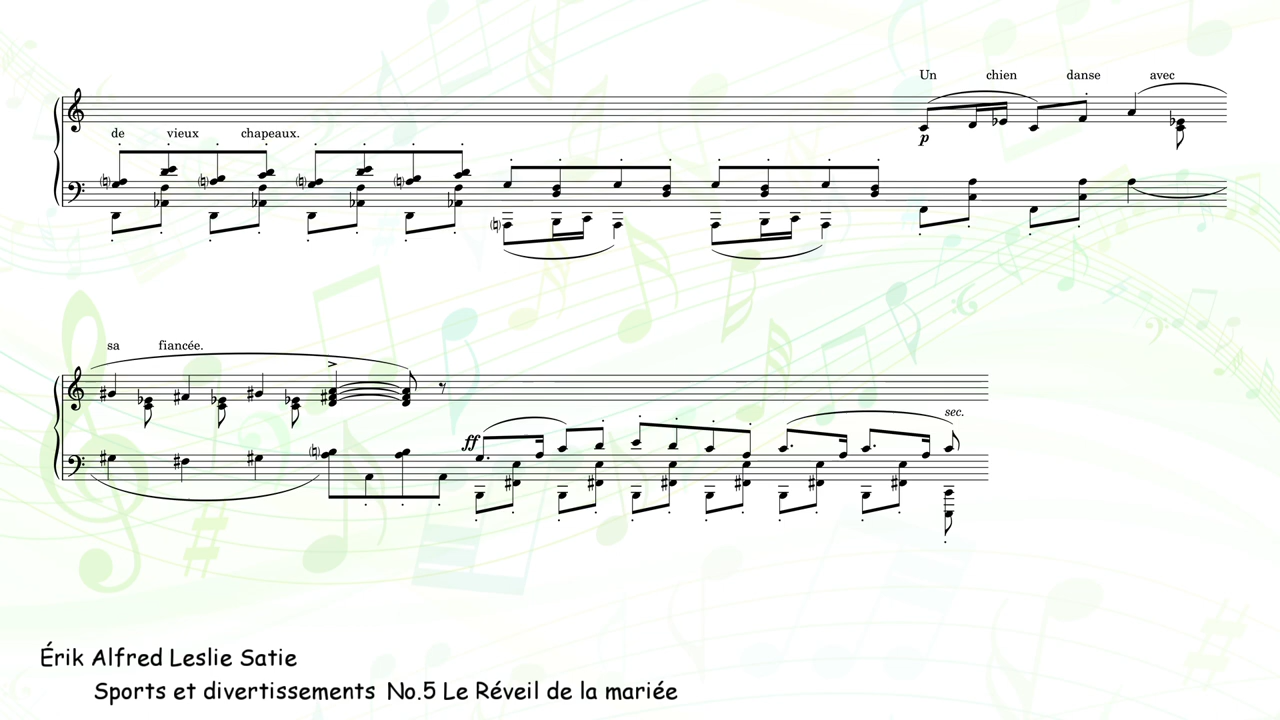 Un chien danse avec
de vieux chapeaux.
p
sa fiancée.
ff
sec.
Érik Alfred Leslie Satie
Sports et divertissements No.5 Le Réveil de la mariée